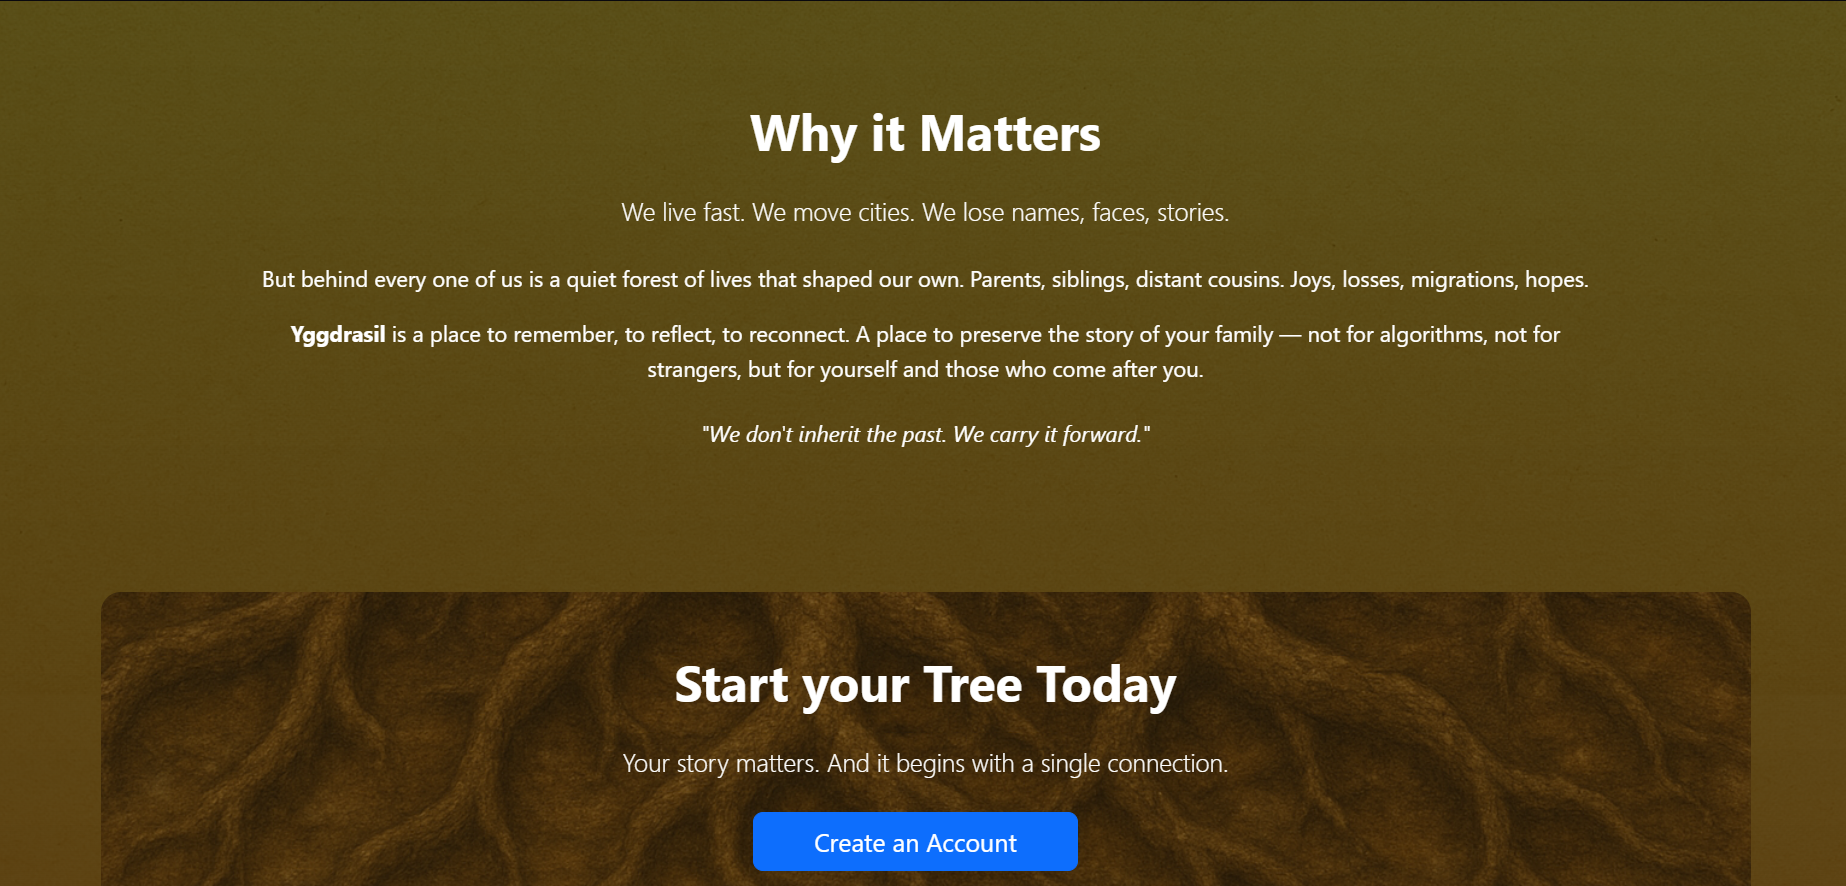 Why it Matters
We live fast. We move cities. We lose names, faces, stories.
But behind every one of us is a quiet forest of lives that shaped our own. Parents, siblings, distant cousins. Joys, losses, migrations, hopes.
Yggdrasil is a place to remember, to reflect, to reconnect. A place to preserve the story of your family — not for algorithms, not for
strangers, but for yourself and those who come after you.
"We don't inherit the past. We carry it forward."
Start your Tree Today
Your story matters. And it begins with a single connection.
Create an Account